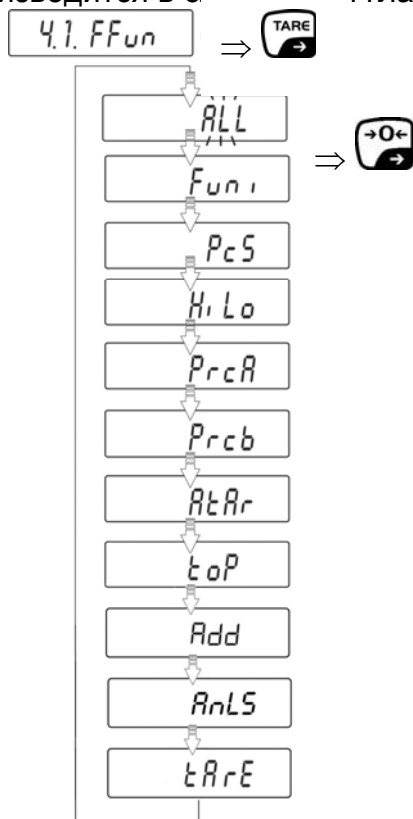 4.1. FFun ⇒ TARE
ALL
⇒ →0←
Funi
PcS
HiLo
PrcA
Prcb
AtAr
toP
Add
AnLS
tArE